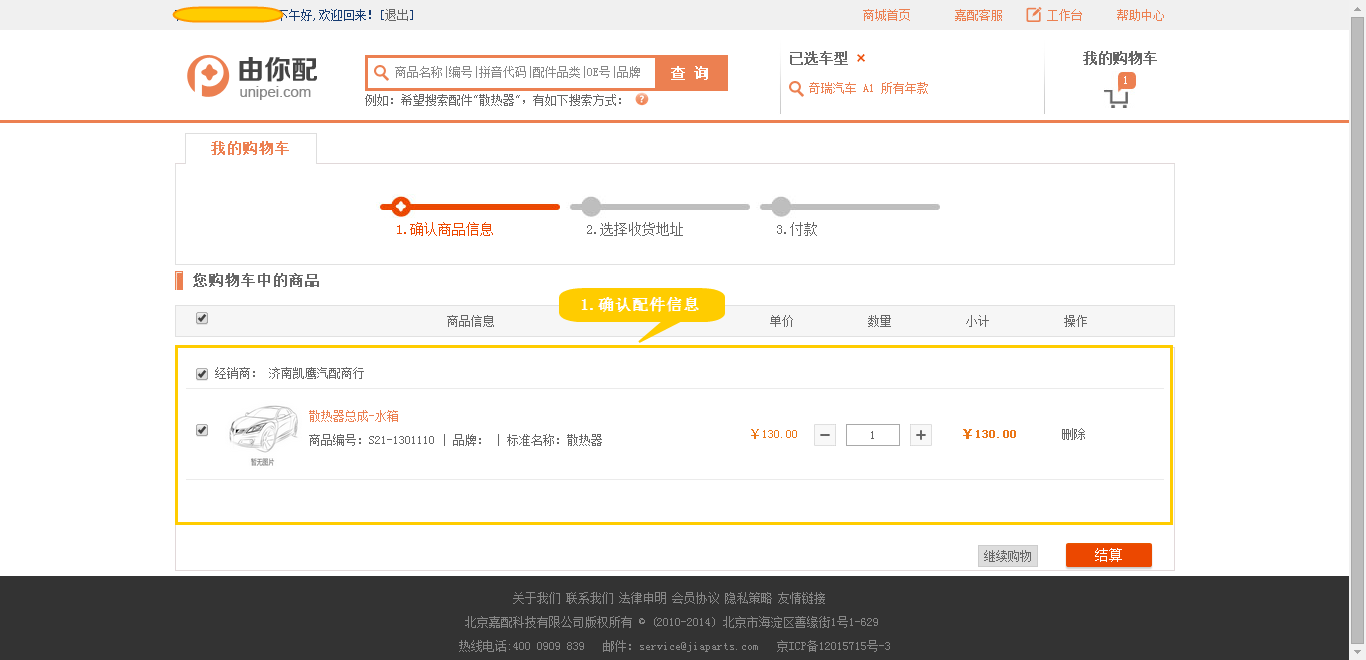 下午好,欢迎回来！ [退出]
商城首页 嘉配客服 工作台 帮助中心
由你配
unipei.com
商品名称|编号|拼音代码|配件品类|OE号|品牌
查 询
例如：希望搜索配件"散热器"，有如下搜索方式：
?
已选车型 ×
奇瑞汽车 A1 所有年款
我的购物车
1
我的购物车
1.确认商品信息 2.选择收货地址 3.付款
您购物车中的商品
1.确认配件信息
商品信息 单价 数量 小计 操作
经销商： 济南凯鹰汽配商行
散热器总成-水箱
商品编号：S21-1301110 | 品牌： | 标准名称：散热器
暂无图片
￥130.00 − 1 + ￥130.00 删除
继续购物 结算
关于我们 联系我们 法律申明 会员协议 隐私策略 友情链接
北京嘉配科技有限公司版权所有 © (2010-2014) 北京市海淀区善缘街1号1-629
热线电话:400 0909 839 邮件：service@jiaparts.com 京ICP备12015715号-3